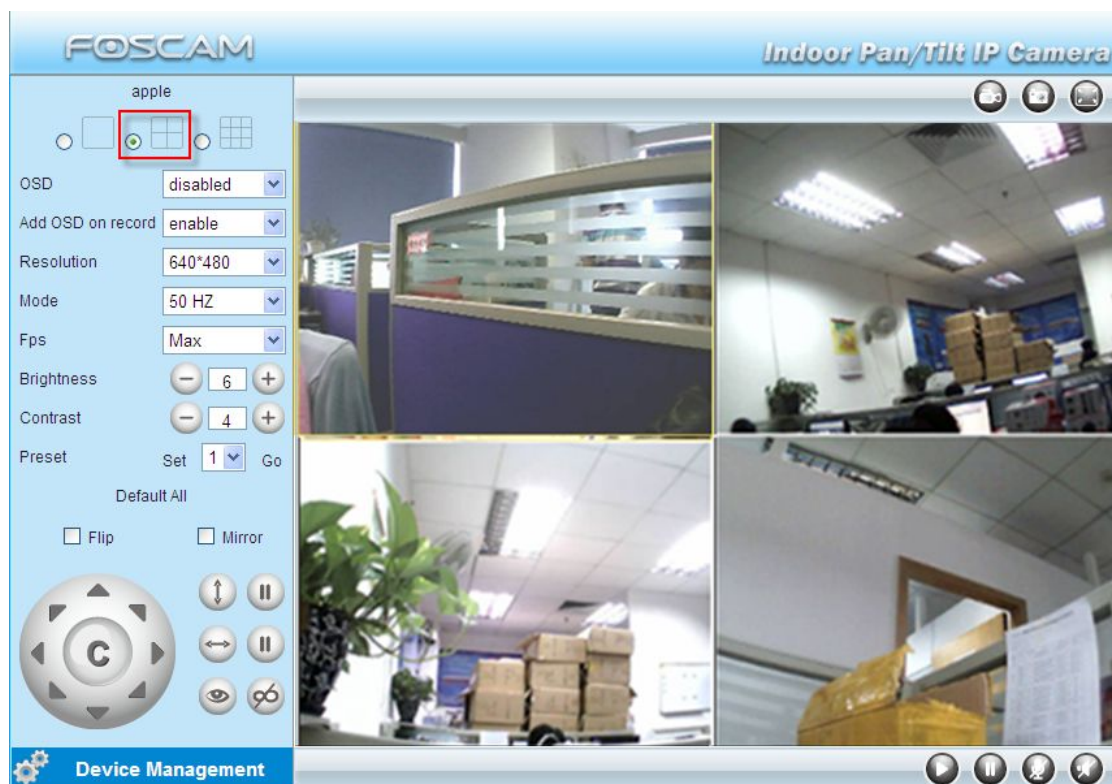 FOSCAM
Indoor Pan/Tilt IP Camera
apple
OSD disabled
Add OSD on record enable
Resolution 640*480
Mode 50 HZ
Fps Max
Brightness 6
Contrast 4
Preset Set 1 Go
Default All
Flip Mirror
C
Device Management